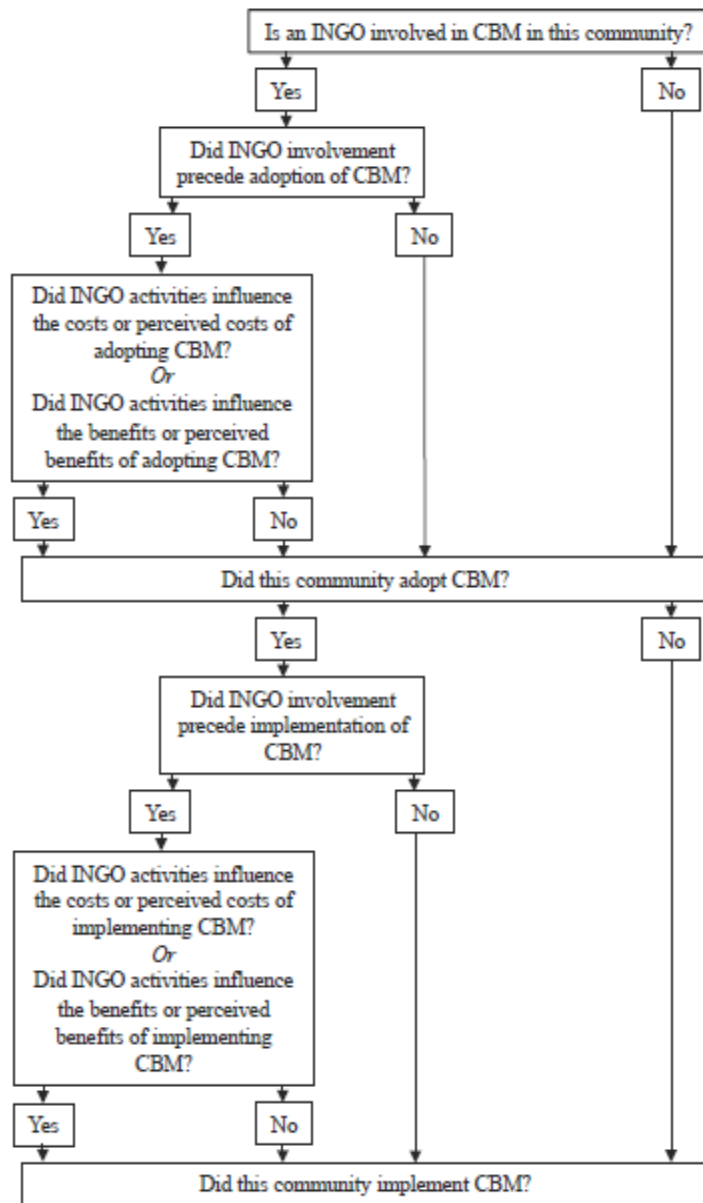 Is an INGO involved in CBM in this community?
Yes
No
Did INGO involvement
precede adoption of CBM?
Yes
No
Did INGO activities influence
the costs or perceived costs of
adopting CBM?
Or
Did INGO activities influence
the benefits or perceived
benefits of adopting CBM?
Yes
No
Did this community adopt CBM?
Yes
No
Did INGO involvement
precede implementation of
CBM?
Yes
No
Did INGO activities influence
the costs or perceived costs of
implementing CBM?
Or
Did INGO activities influence
the benefits or perceived
benefits of implementing
CBM?
Yes
No
Did this community implement CBM?